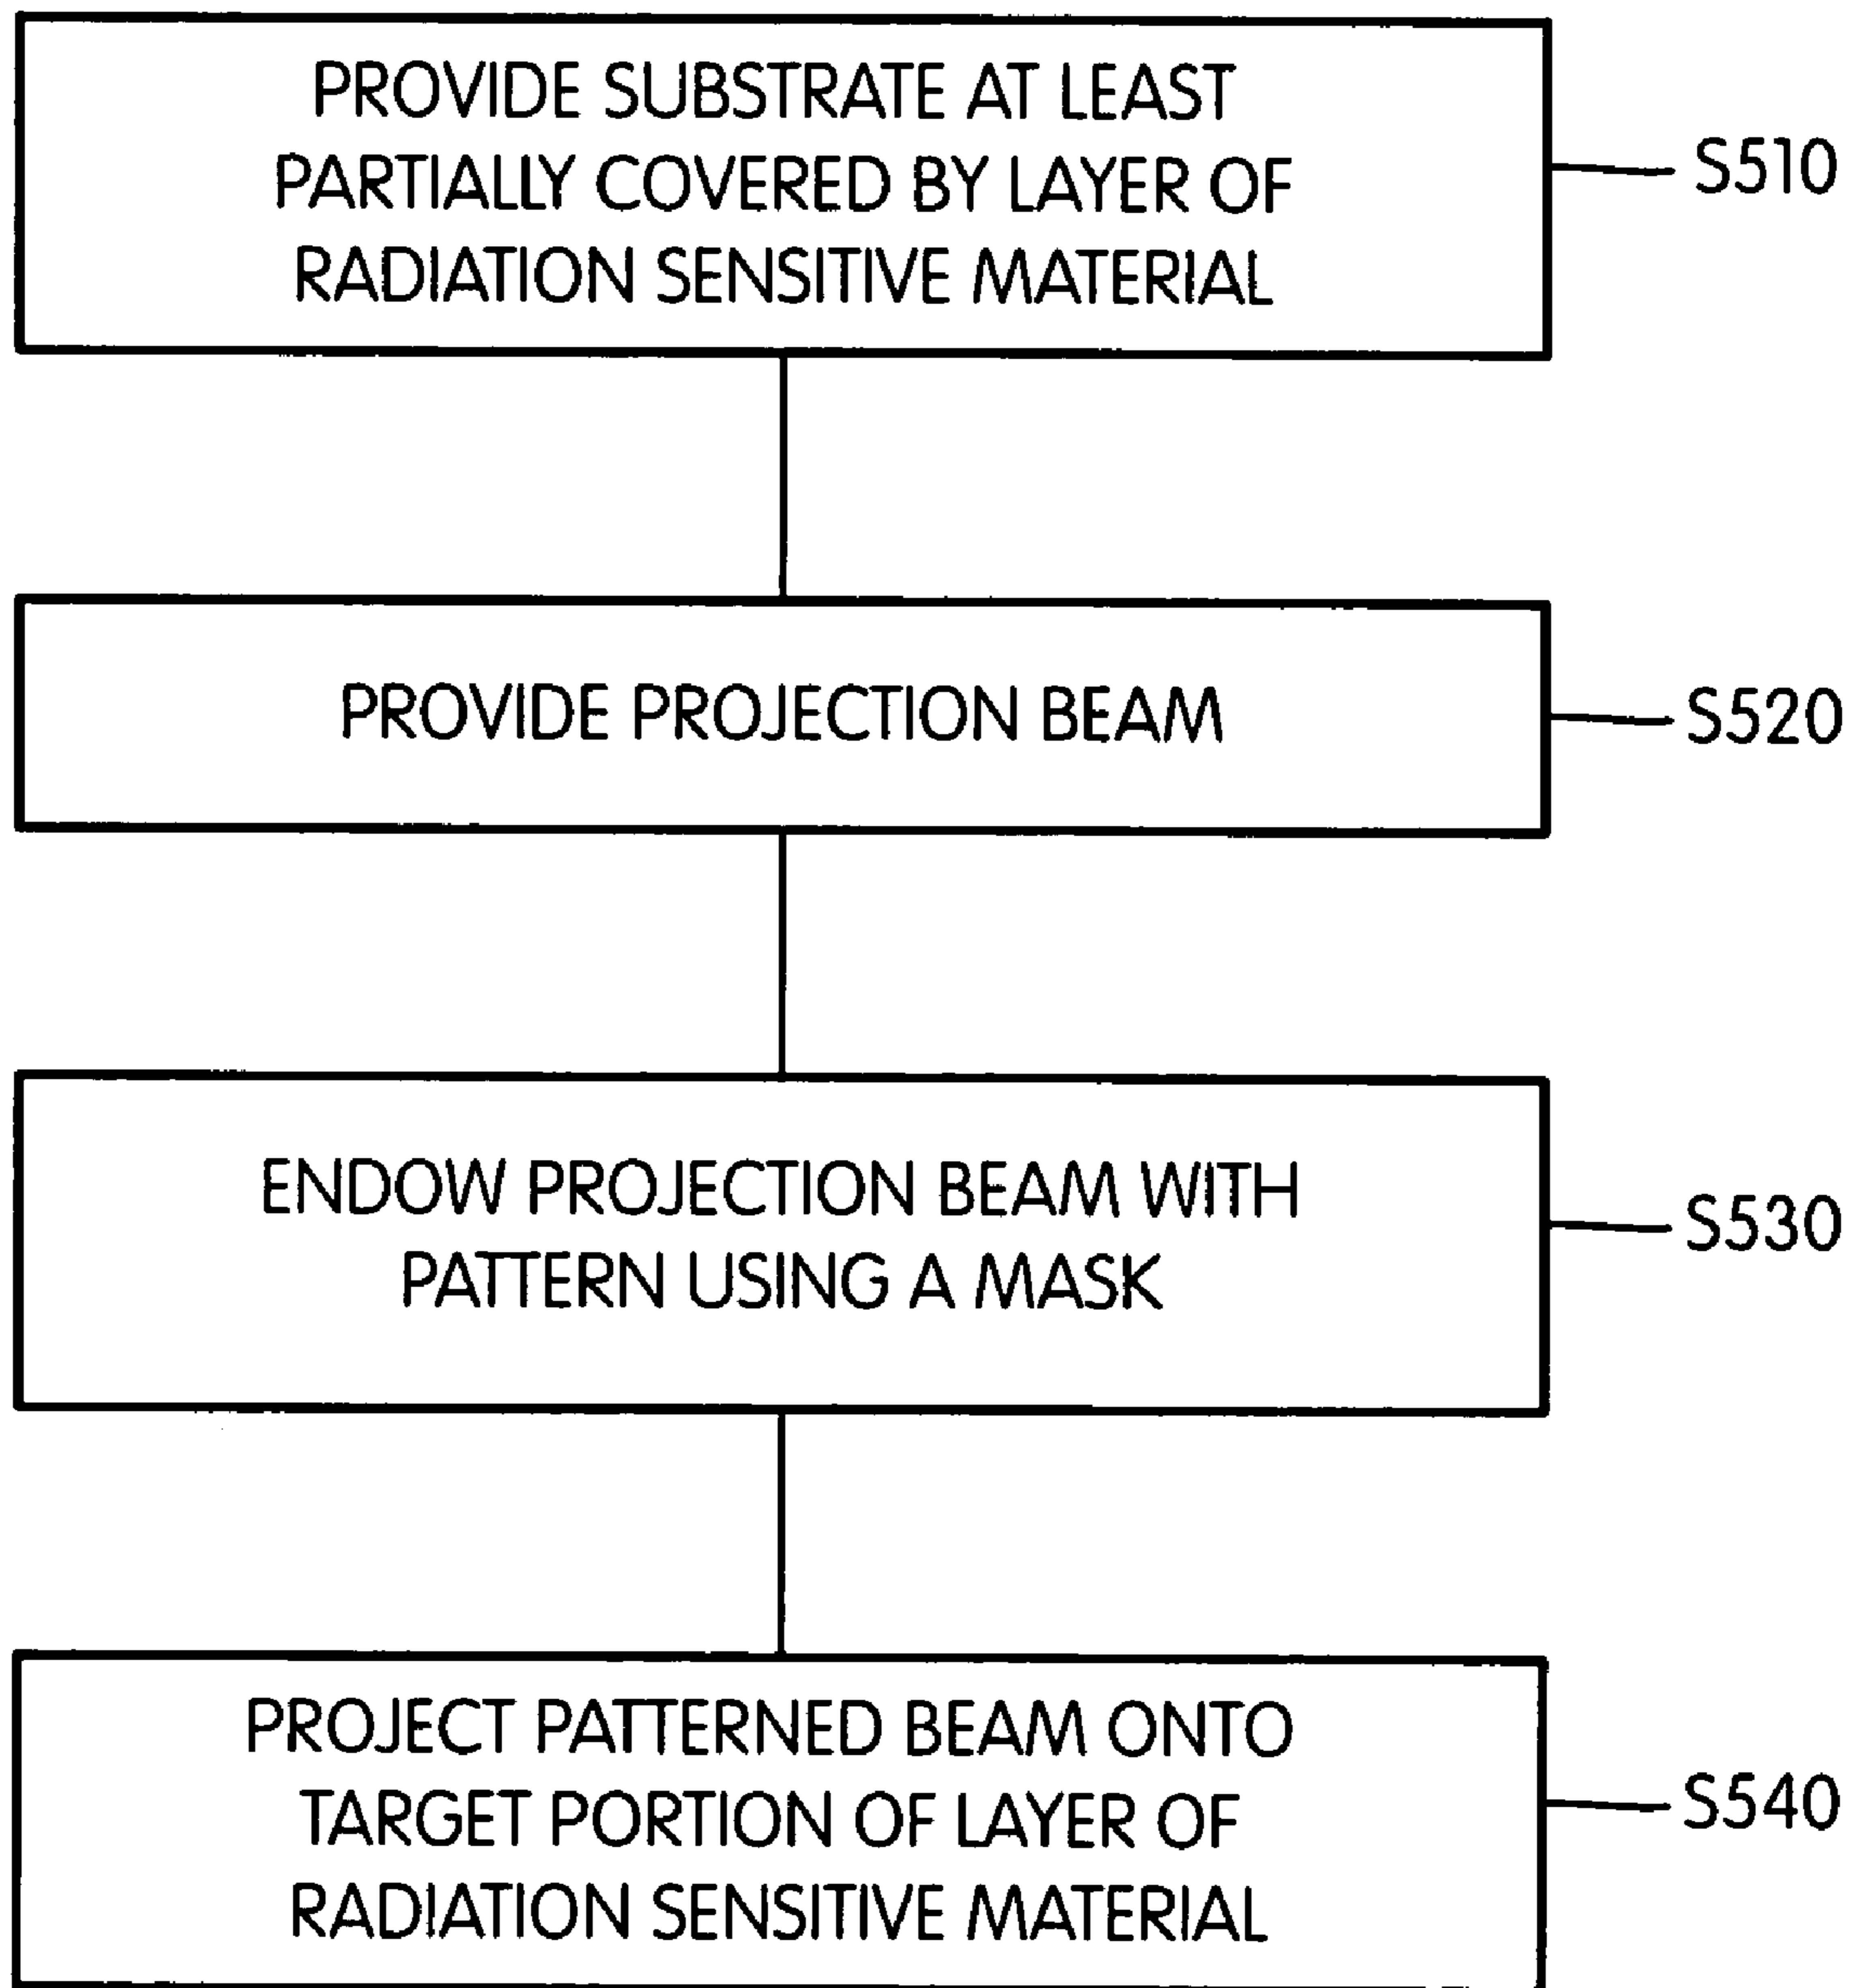 PROVIDE SUBSTRATE AT LEAST
PARTIALLY COVERED BY LAYER OF
RADIATION SENSITIVE MATERIAL
S510
PROVIDE PROJECTION BEAM
S520
ENDOW PROJECTION BEAM WITH
PATTERN USING A MASK
S530
PROJECT PATTERNED BEAM ONTO
TARGET PORTION OF LAYER OF
RADIATION SENSITIVE MATERIAL
S540